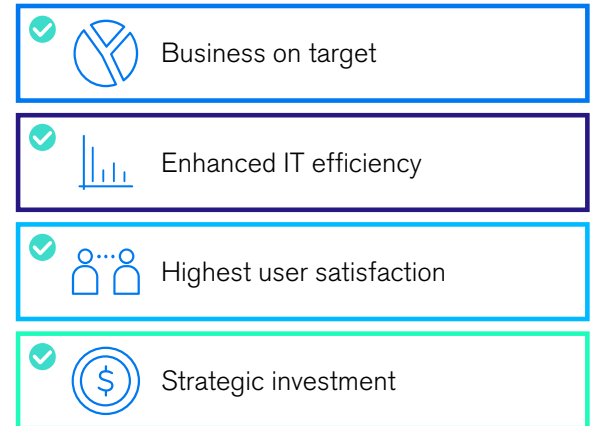 Business on target
Enhanced IT efficiency
Highest user satisfaction
$
Strategic investment